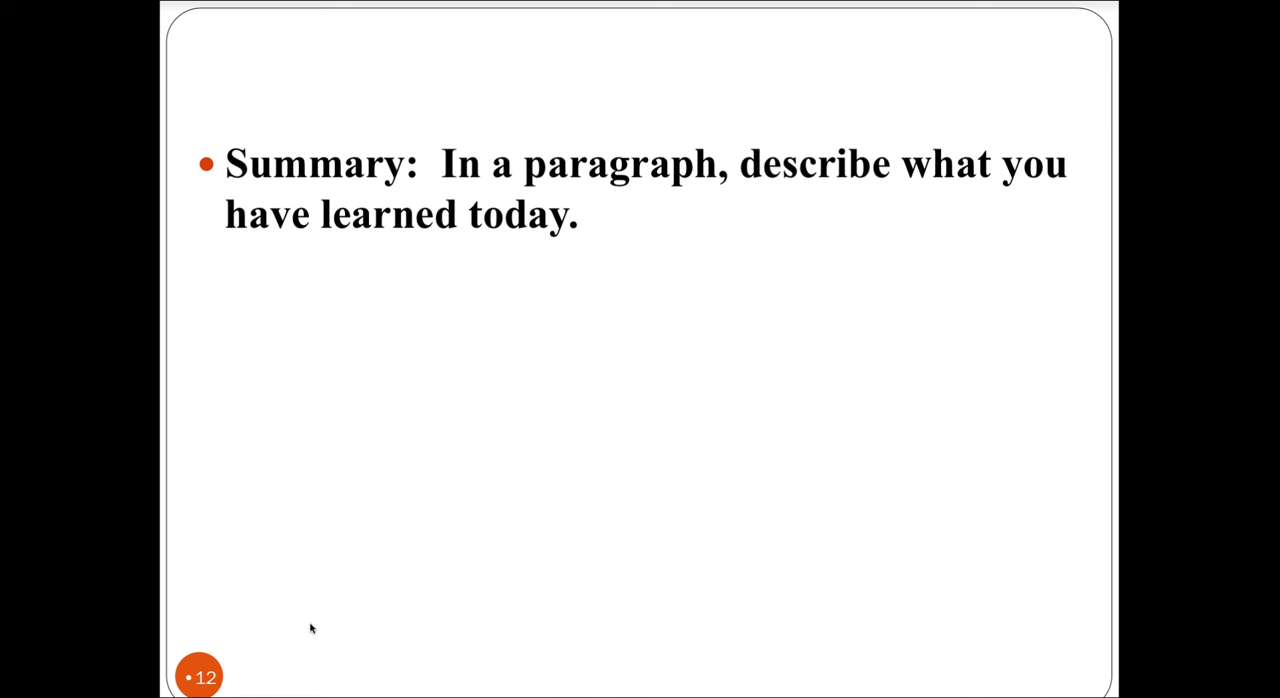 • Summary:  In a paragraph, describe what you
have learned today.
• 12